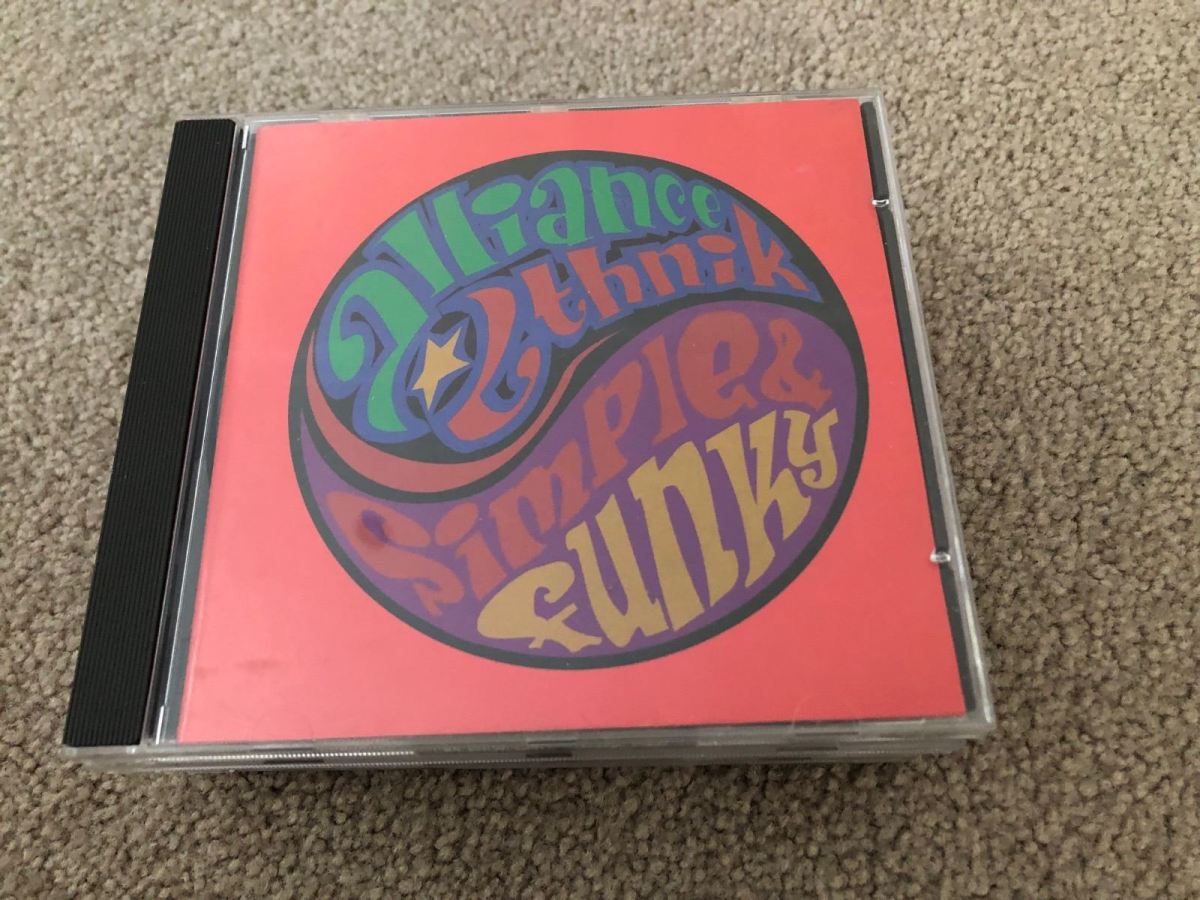 Alliance
Ethnik
Simple &
Funky